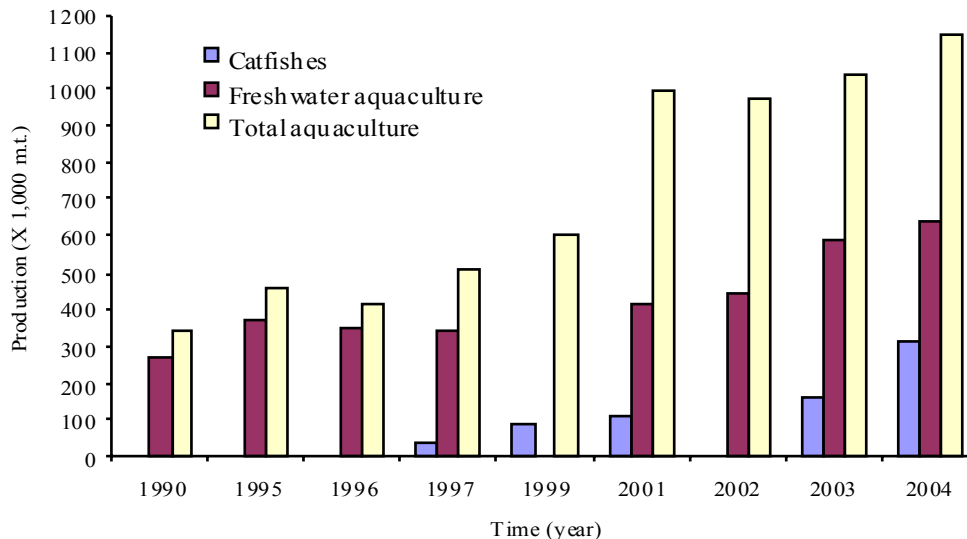 1200
1100
1000
900
800
700
600
500
400
300
200
100
0
Production (X 1,000 m.t.)
Catfishes
Freshwater aquaculture
Total aquaculture
1990 1995 1996 1997 1999 2001 2002 2003 2004
Time (year)